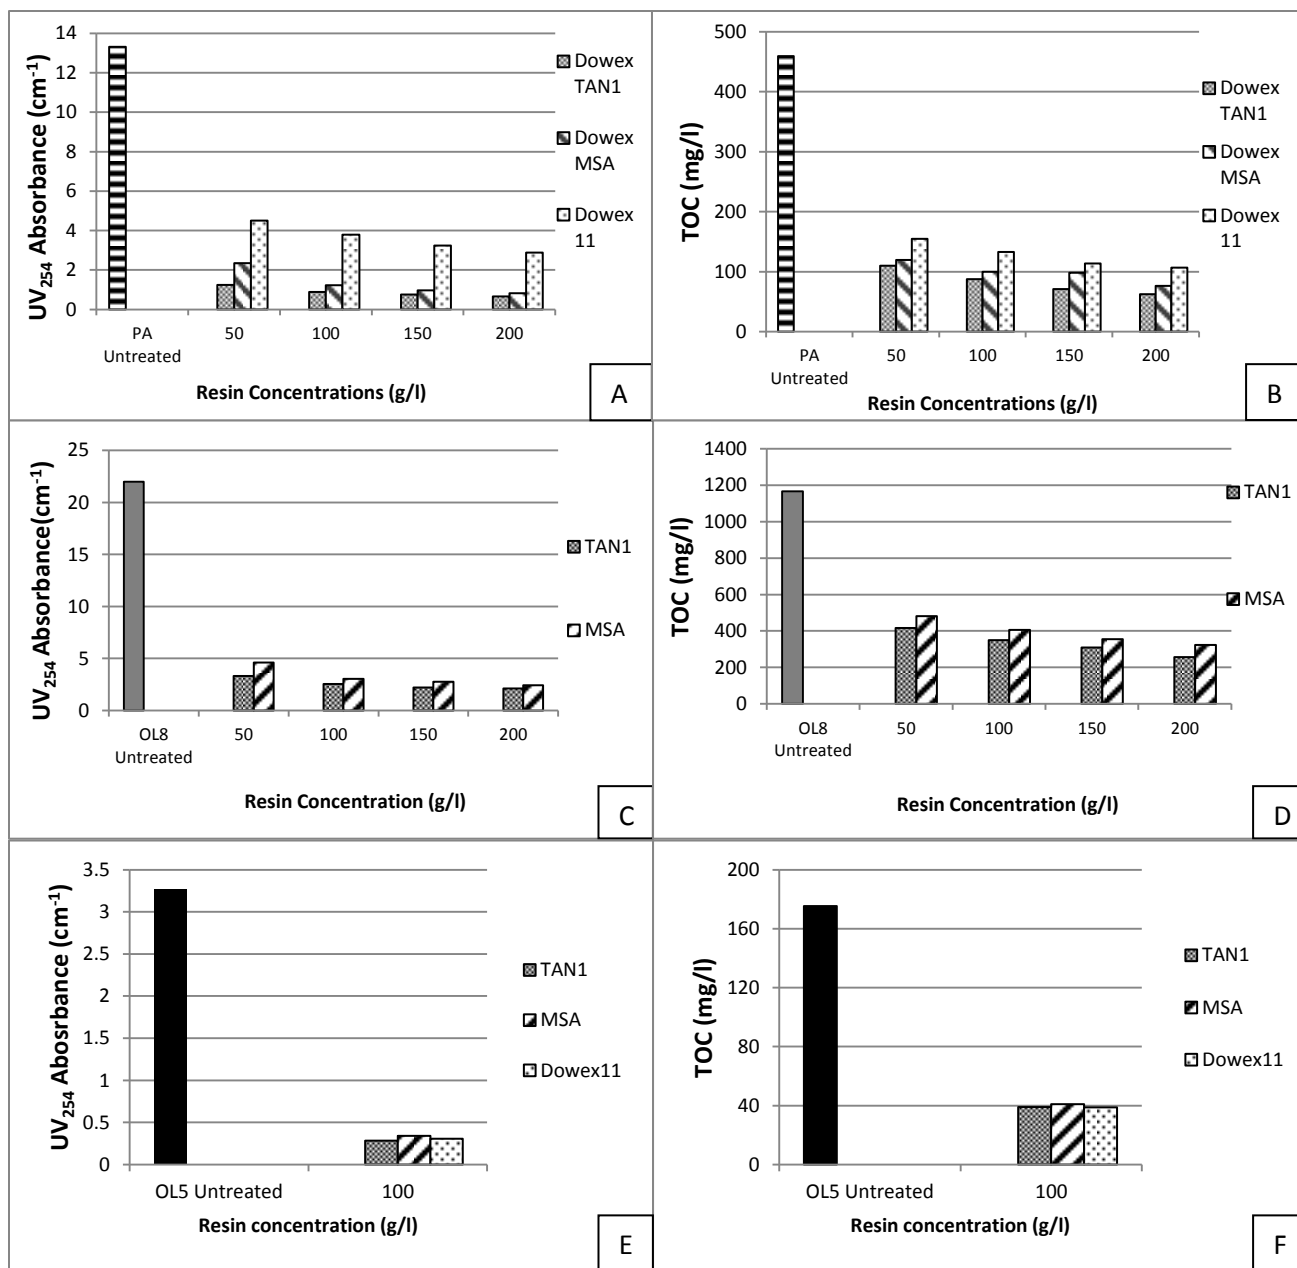 14
12
10
8
6
4
2
0
UV254 Absorbance (cm-1)
PA
Untreated
50
100
150
200
Resin Concentrations (g/l)
Dowex
TAN1
Dowex
MSA
Dowex
11
A
500
400
300
200
100
0
TOC (mg/l)
PA
Untreated
50
100
150
200
Resin Concentrations (g/l)
Dowex
TAN1
Dowex
MSA
Dowex
11
B
25
20
15
10
5
0
UV254 Absorbance(cm-1)
OL8
Untreated
50
100
150
200
Resin Concentration (g/l)
TAN1
MSA
C
1400
1200
1000
800
600
400
200
0
TOC (mg/l)
OL8
Untreated
50
100
150
200
Resin Concentration (g/l)
TAN1
MSA
D
3.5
3
2.5
2
1.5
1
0.5
0
UV254 Abosrbance (cm-1)
OL5 Untreated
100
Resin concentration (g/l)
TAN1
MSA
Dowex11
E
200
160
120
80
40
0
TOC (mg/l)
OL5 Untreated
100
Resin concentration (g/l)
TAN1
MSA
Dowex11
F